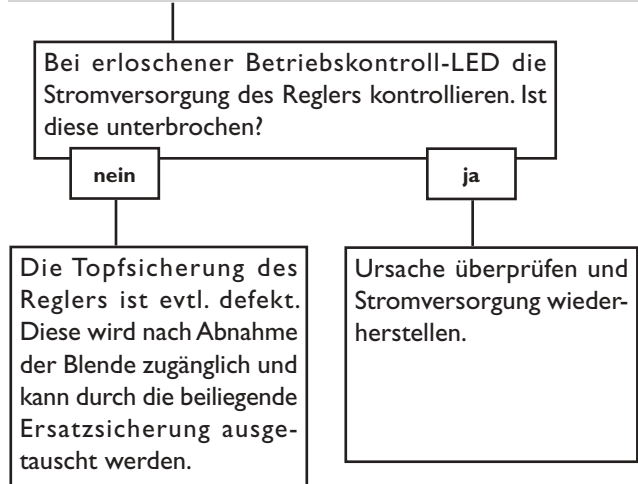 Bei erloschener Betriebskontroll-LED die
Stromversorgung des Reglers kontrollieren. Ist
diese unterbrochen?
nein
ja
Die Topfsicherung des
Reglers ist evtl. defekt.
Diese wird nach Abnahme
der Blende zugänglich und
kann durch die beiliegende
Ersatzsicherung ausge-
tauscht werden.
Ursache überprüfen und
Stromversorgung wieder-
herstellen.